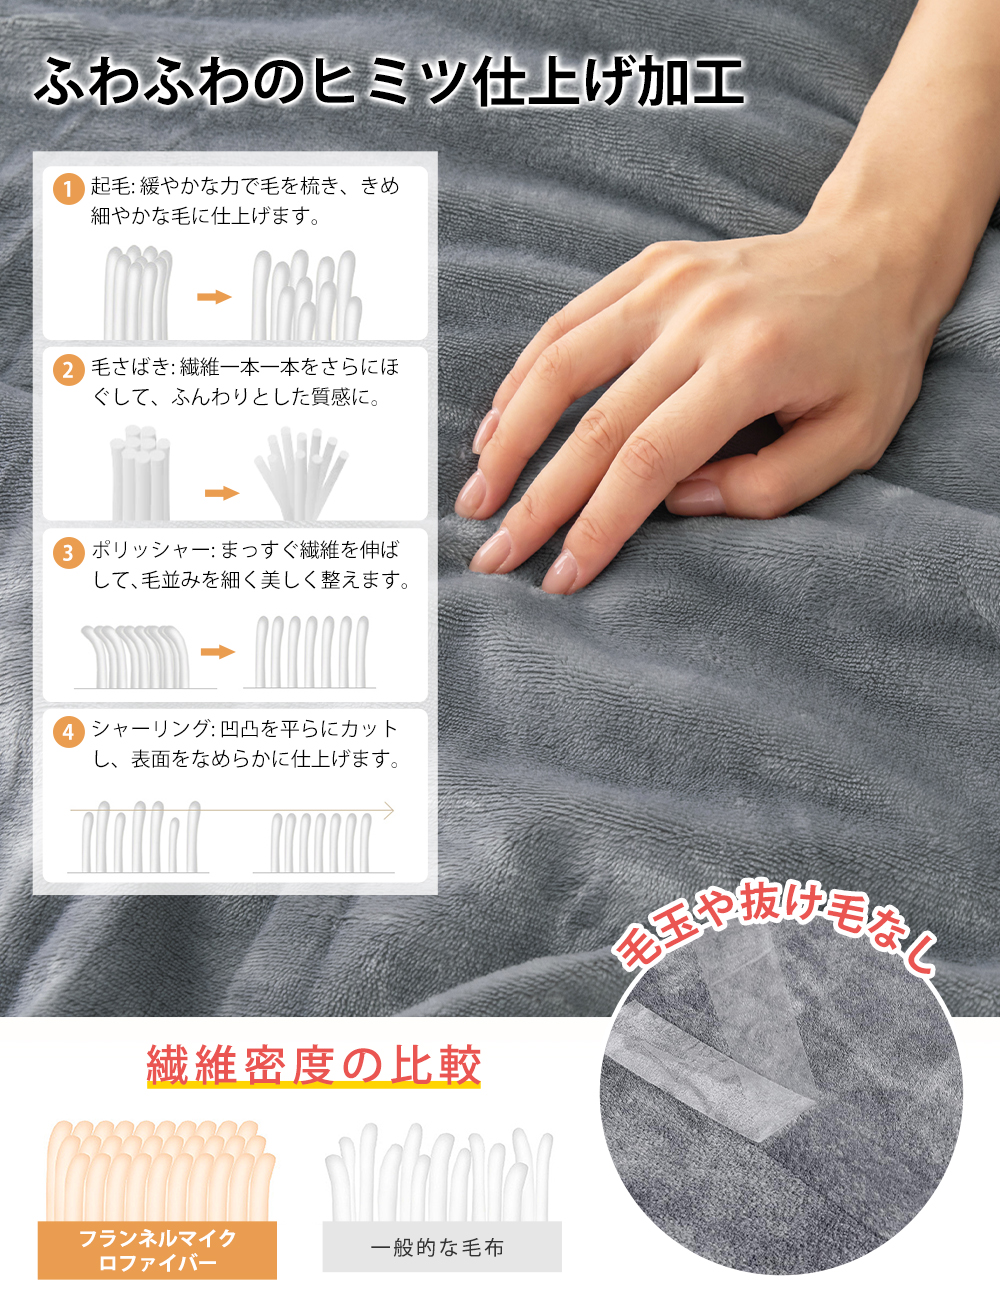 ふわふわのヒミツ仕上げ加工
1 起毛: 緩やかな力で毛を梳き、きめ
細やかな毛に仕上げます。
2 毛さばき: 繊維一本一本をさらにほ
ぐして、ふんわりとした質感に。
3 ポリッシャー: まっすぐ繊維を伸ば
して、毛並みを細く美しく整えます。
4 シャーリング: 凹凸を平らにカット
し、表面をなめらかに仕上げます。
毛玉や抜け毛なし
繊維密度の比較
フランネルマイク
ロファイバー
一般的な毛布